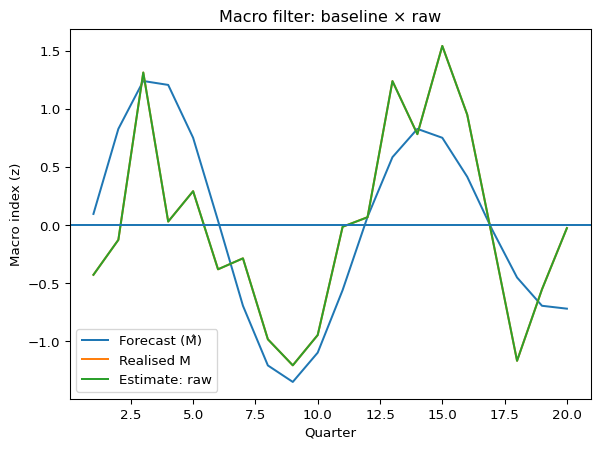 Macro filter: baseline × raw
Macro index (z)
1.5
1.0
0.5
0.0
−0.5
−1.0
Forecast (M̂)
Realised M
Estimate: raw
2.5 5.0 7.5 10.0 12.5 15.0 17.5 20.0
Quarter